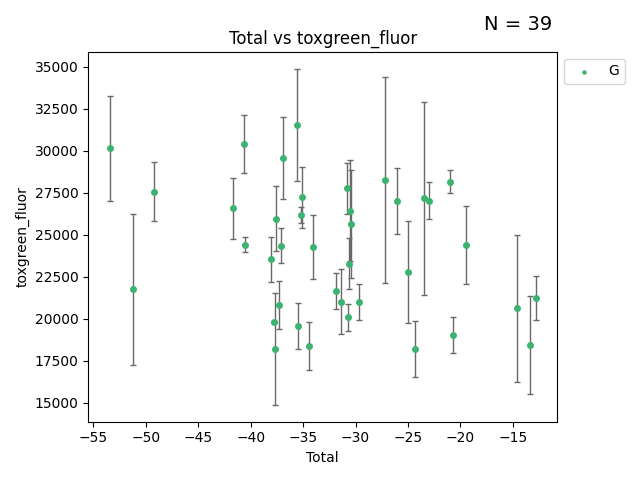 N = 39
Total vs toxgreen_fluor
G
toxgreen_fluor
35000
32500
30000
27500
25000
22500
20000
17500
15000
−55 −50 −45 −40 −35 −30 −25 −20 −15
Total